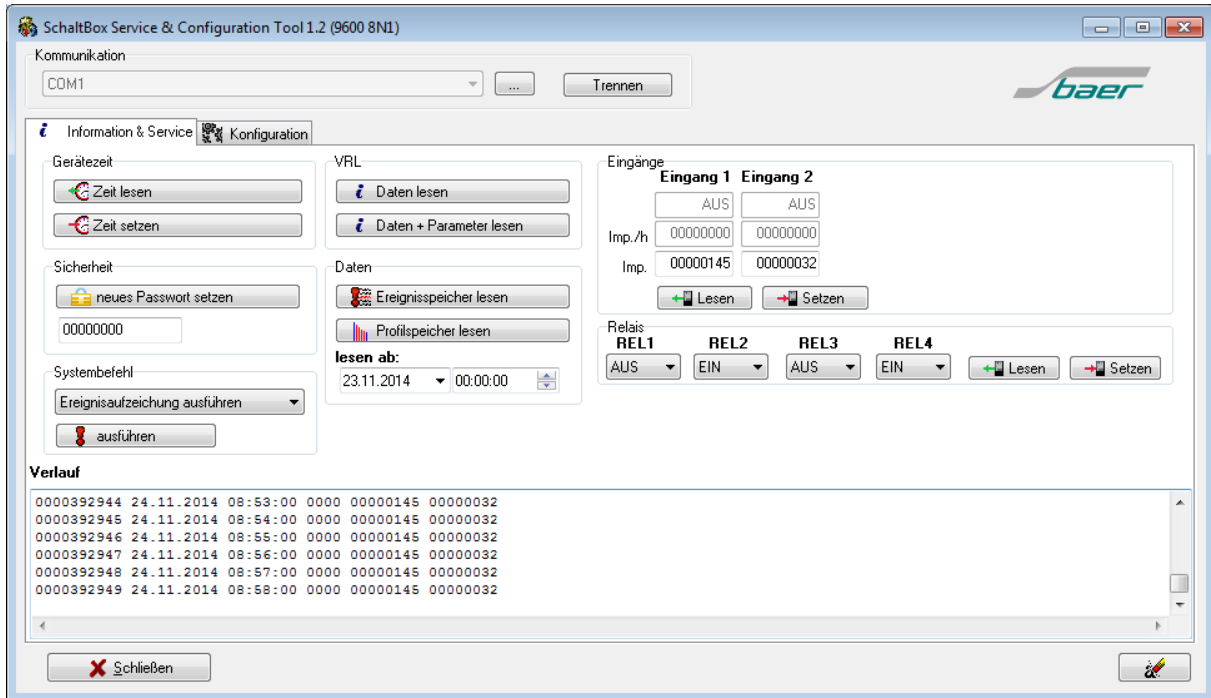 SchaltBox Service & Configuration Tool 1.2 (9600 8N1)
Kommunikation
COM1
...
Trennen
baer
i Information & Service
Konfiguration
Gerätezeit
Zeit lesen
Zeit setzen
Sicherheit
neues Passwort setzen
00000000
Systembefehl
Ereignisaufzeichung ausführen
ausführen
VRL
i Daten lesen
i Daten + Parameter lesen
Daten
Ereignisspeicher lesen
Profilspeicher lesen
lesen ab:
23.11.2014 00:00:00
Eingänge
Eingang 1 Eingang 2
AUS AUS
Imp./h 00000000 00000000
Imp. 00000145 00000032
Lesen Setzen
Relais
REL1 REL2 REL3 REL4
AUS EIN AUS EIN Lesen Setzen
Verlauf
0000392944 24.11.2014 08:53:00 0000 00000145 00000032
0000392945 24.11.2014 08:54:00 0000 00000145 00000032
0000392946 24.11.2014 08:55:00 0000 00000145 00000032
0000392947 24.11.2014 08:56:00 0000 00000145 00000032
0000392948 24.11.2014 08:57:00 0000 00000145 00000032
0000392949 24.11.2014 08:58:00 0000 00000145 00000032
Schließen